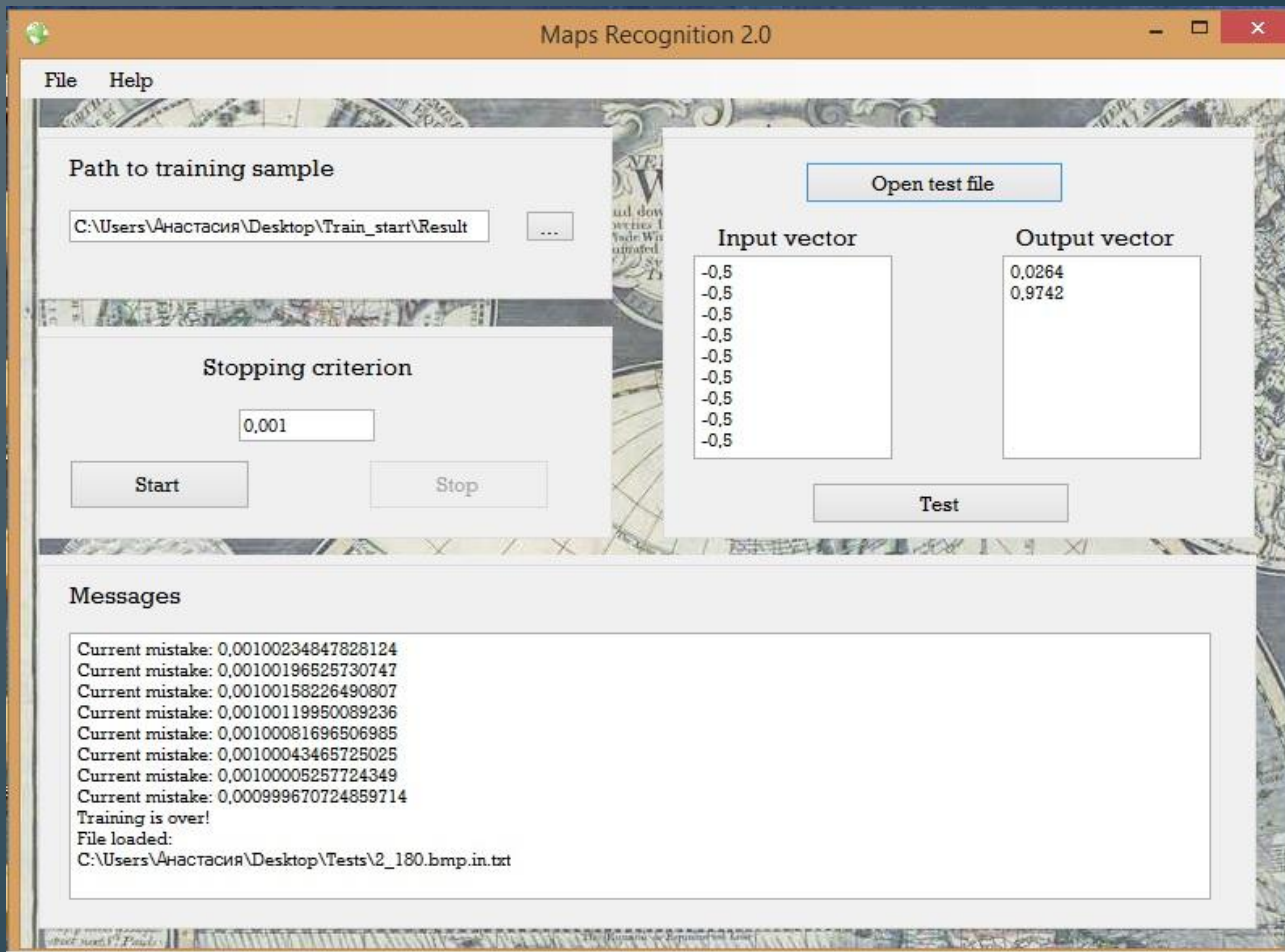 Maps Recognition 2.0
File Help
Path to training sample
C:\Users\Анастасия\Desktop\Train_start\Result
...
Stopping criterion
0,001
Start
Stop
Open test file
Input vector
-0,5
-0,5
-0,5
-0,5
-0,5
-0,5
-0,5
-0,5
-0,5
Output vector
0,0264
0,9742
Test
Messages
Current mistake: 0,00100234847828124
Current mistake: 0,00100196525730747
Current mistake: 0,00100158226490807
Current mistake: 0,00100119950089236
Current mistake: 0,00100081696506985
Current mistake: 0,00100043465725025
Current mistake: 0,00100005257724349
Current mistake: 0,000999670724859714
Training is over!
File loaded:
C:\Users\Анастасия\Desktop\Tests\2_180.bmp.in.txt